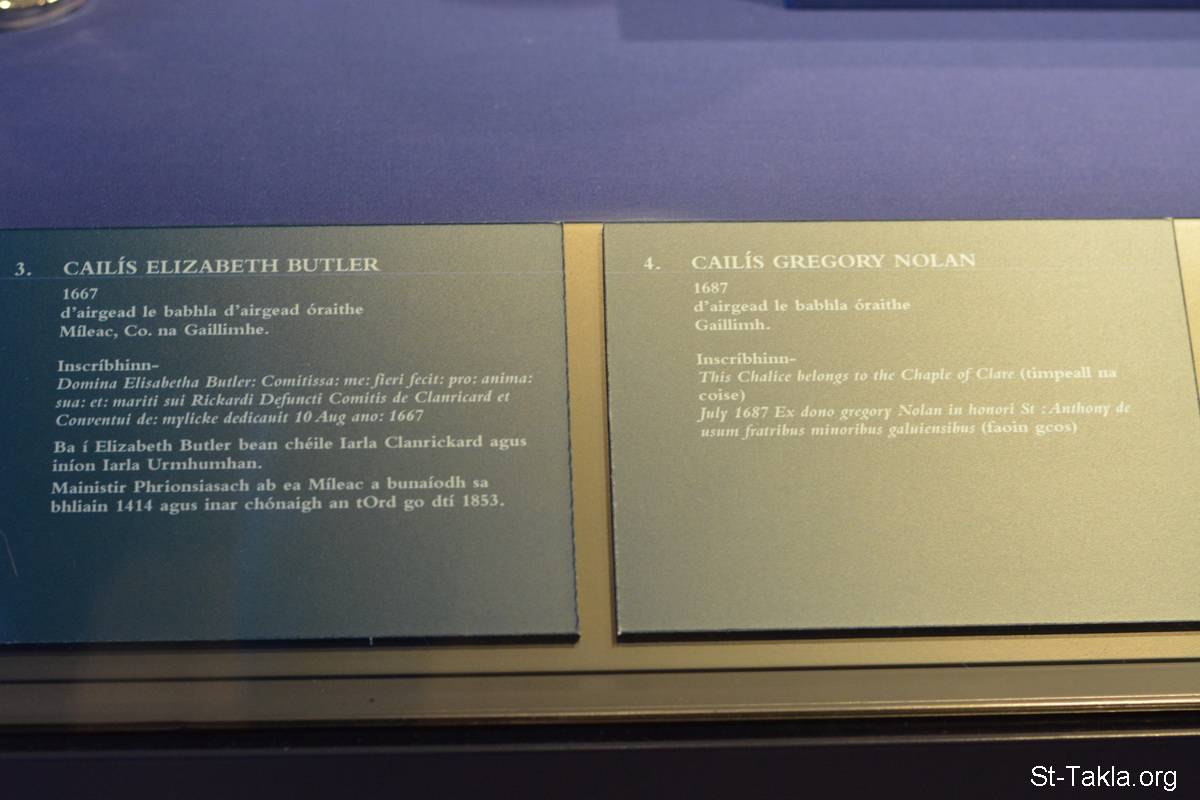 3. CAILÍS ELIZABETH BUTLER
1667
d'airgead le babhla d'airgead óraithe
Míleac, Co. na Gaillimhe.
Inscríbhinn-
Domina Elisabetha Butler: Comitissa: me: fieri fecit: pro: anima:
sua: et: mariti sui Rickardi Defuncti Comitis de Clanricard et
Conventui de: mylicke dedicauit 10 Aug ano: 1667
Ba í Elizabeth Butler bean chéile Iarla Clanrickard agus
iníon Iarla Urmhumhan.
Mainistir Phrionsiasach ab ea Míleac a bunaíodh sa
bhliain 1414 agus inar chónaigh an tOrd go dtí 1853.
4. CAILÍS GREGORY NOLAN
1687
d'airgead le babhla óraithe
Gaillimh.
Inscríbhinn-
This Chalice belongs to the Chaple of Clare (timpeall na
coise)
July 1687 Ex dono gregory Nolan in honori St : Anthony de
usum fratribus minoribus galuiensibus (faoin gcos)
St-Takla.org